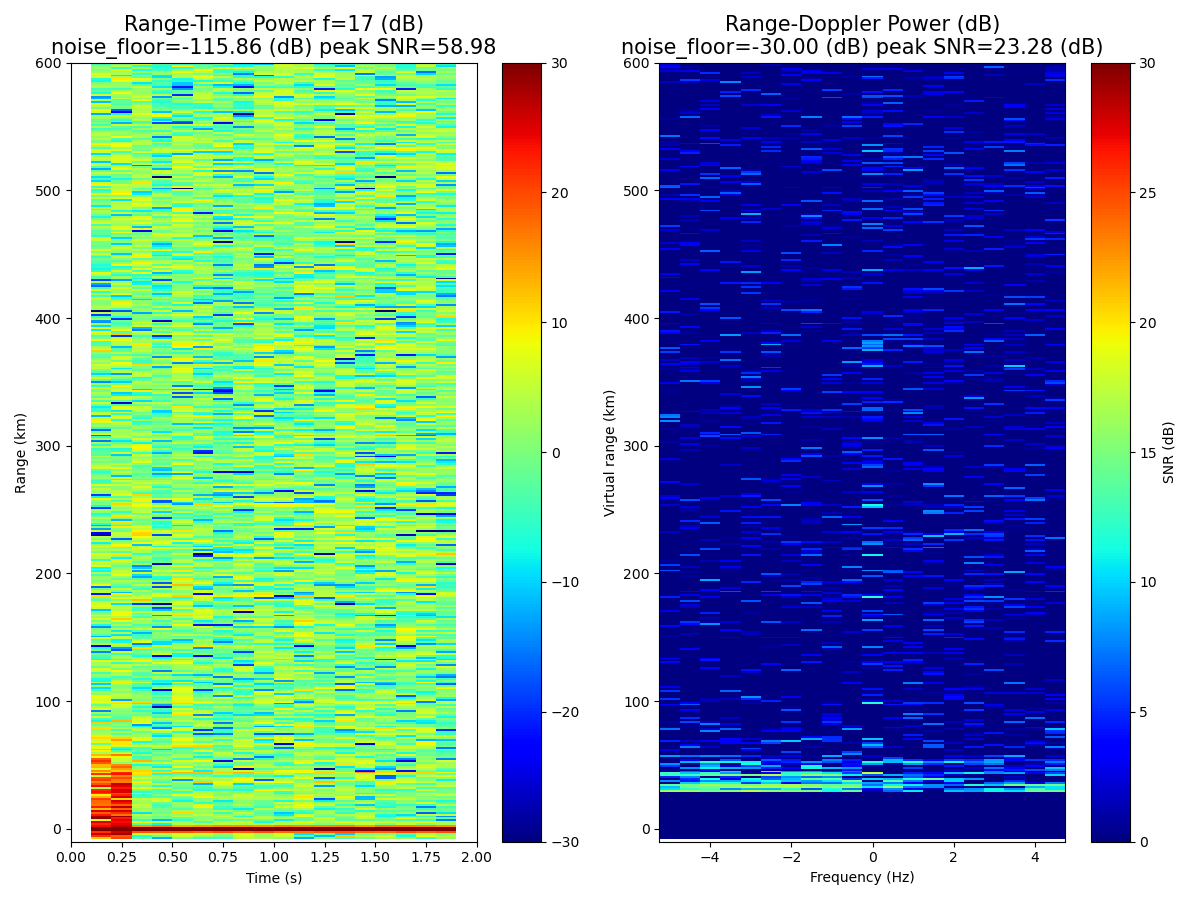 Range-Time Power f=17 (dB)
noise_floor=-115.86 (dB) peak SNR=58.98
600
500
400
300
200
100
0
Range (km)
0.00 0.25 0.50 0.75 1.00 1.25 1.50 1.75 2.00
Time (s)
30
20
10
0
−10
−20
−30
Range-Doppler Power (dB)
noise_floor=-30.00 (dB) peak SNR=23.28 (dB)
600
500
400
300
200
100
0
Virtual range (km)
−4 −2 0 2 4
Frequency (Hz)
30
25
20
15
10
5
0
SNR (dB)